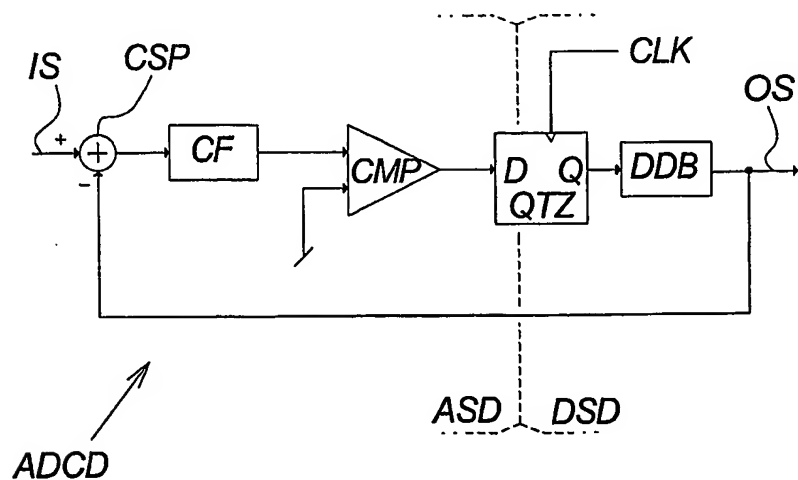 IS
CSP
CLK
OS
+
+
-
CF
CMP
D Q
QTZ
DDB
ASD
DSD
ADCD